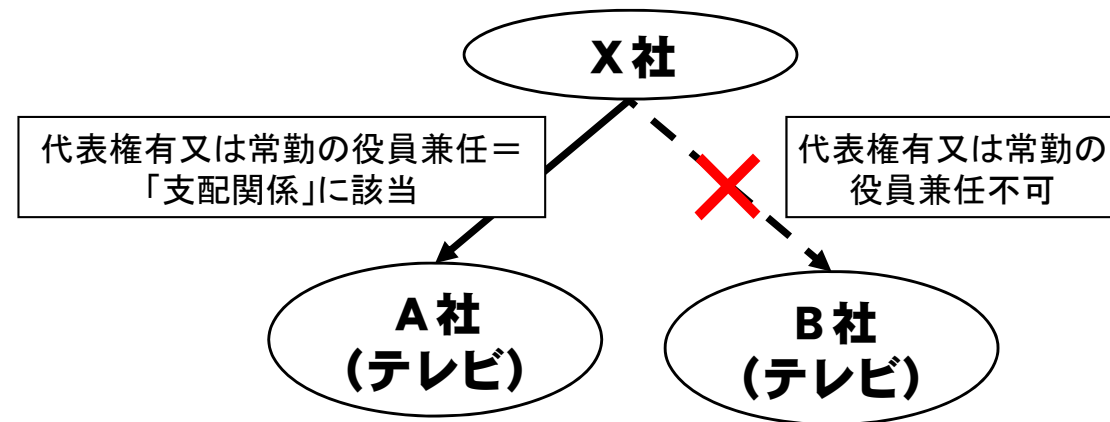 X社
代表権有又は常勤の役員兼任＝
「支配関係」に該当
代表権有又は常勤の
役員兼任不可
A社
(テレビ)
B社
(テレビ)